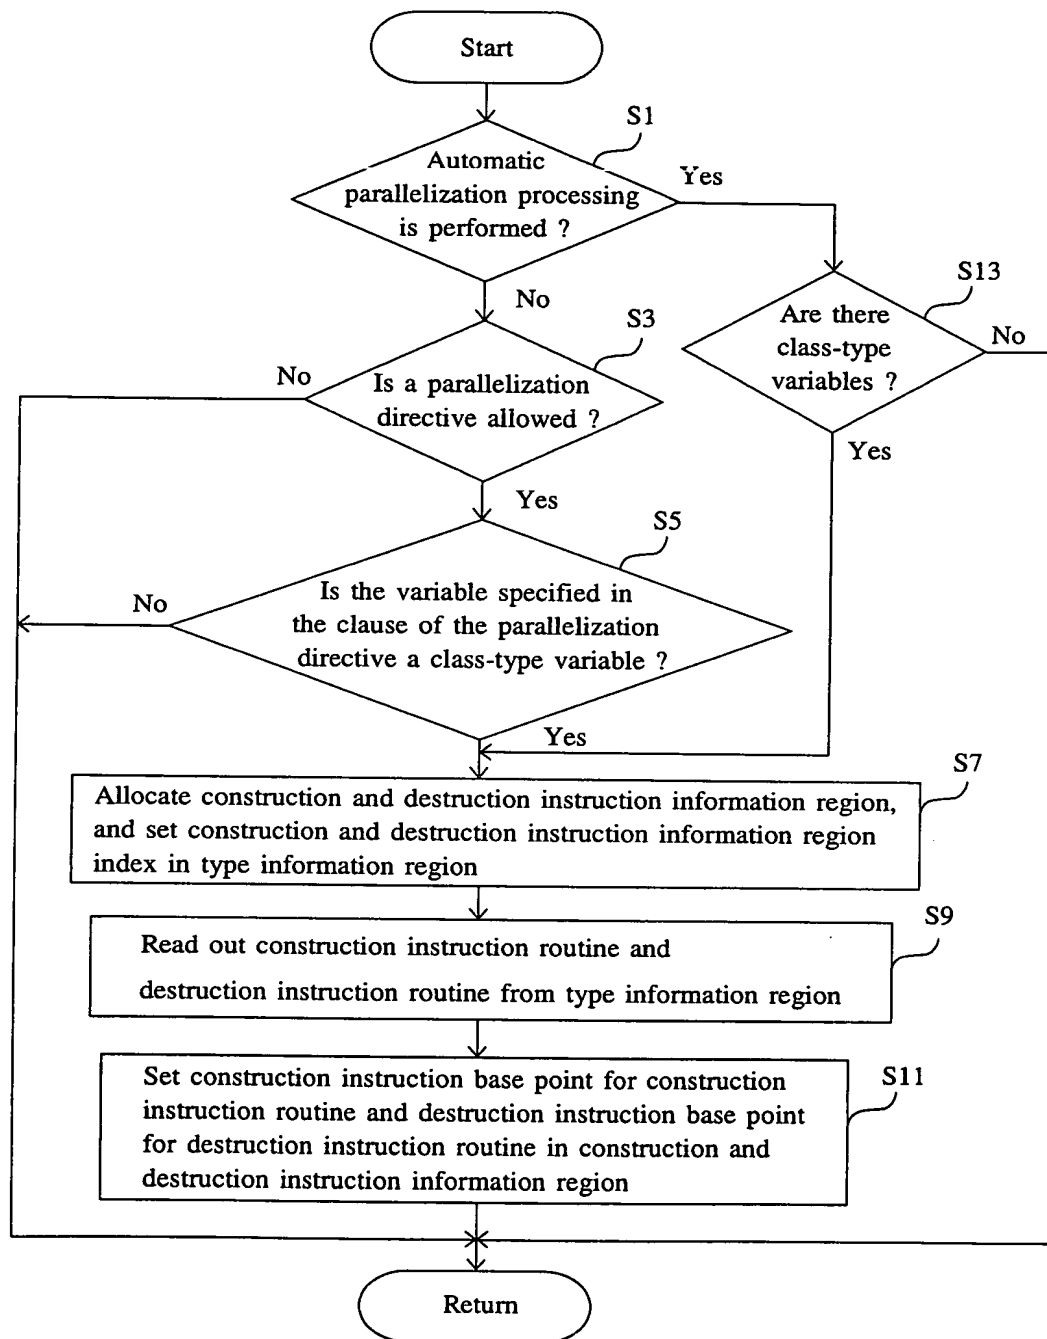 Start
S1
Automatic
parallelization processing
is performed ?
Yes
No
S13
Are there
class-type
variables ?
No
Yes
S3
Is a parallelization
directive allowed ?
No
Yes
S5
Is the variable specified in
the clause of the parallelization
directive a class-type variable ?
No
Yes
S7
Allocate construction and destruction instruction information region,
and set construction and destruction instruction information region
index in type information region
S9
Read out construction instruction routine and
destruction instruction routine from type information region
S11
Set construction instruction base point for construction
instruction routine and destruction instruction base point
for destruction instruction routine in construction and
destruction instruction information region
Return